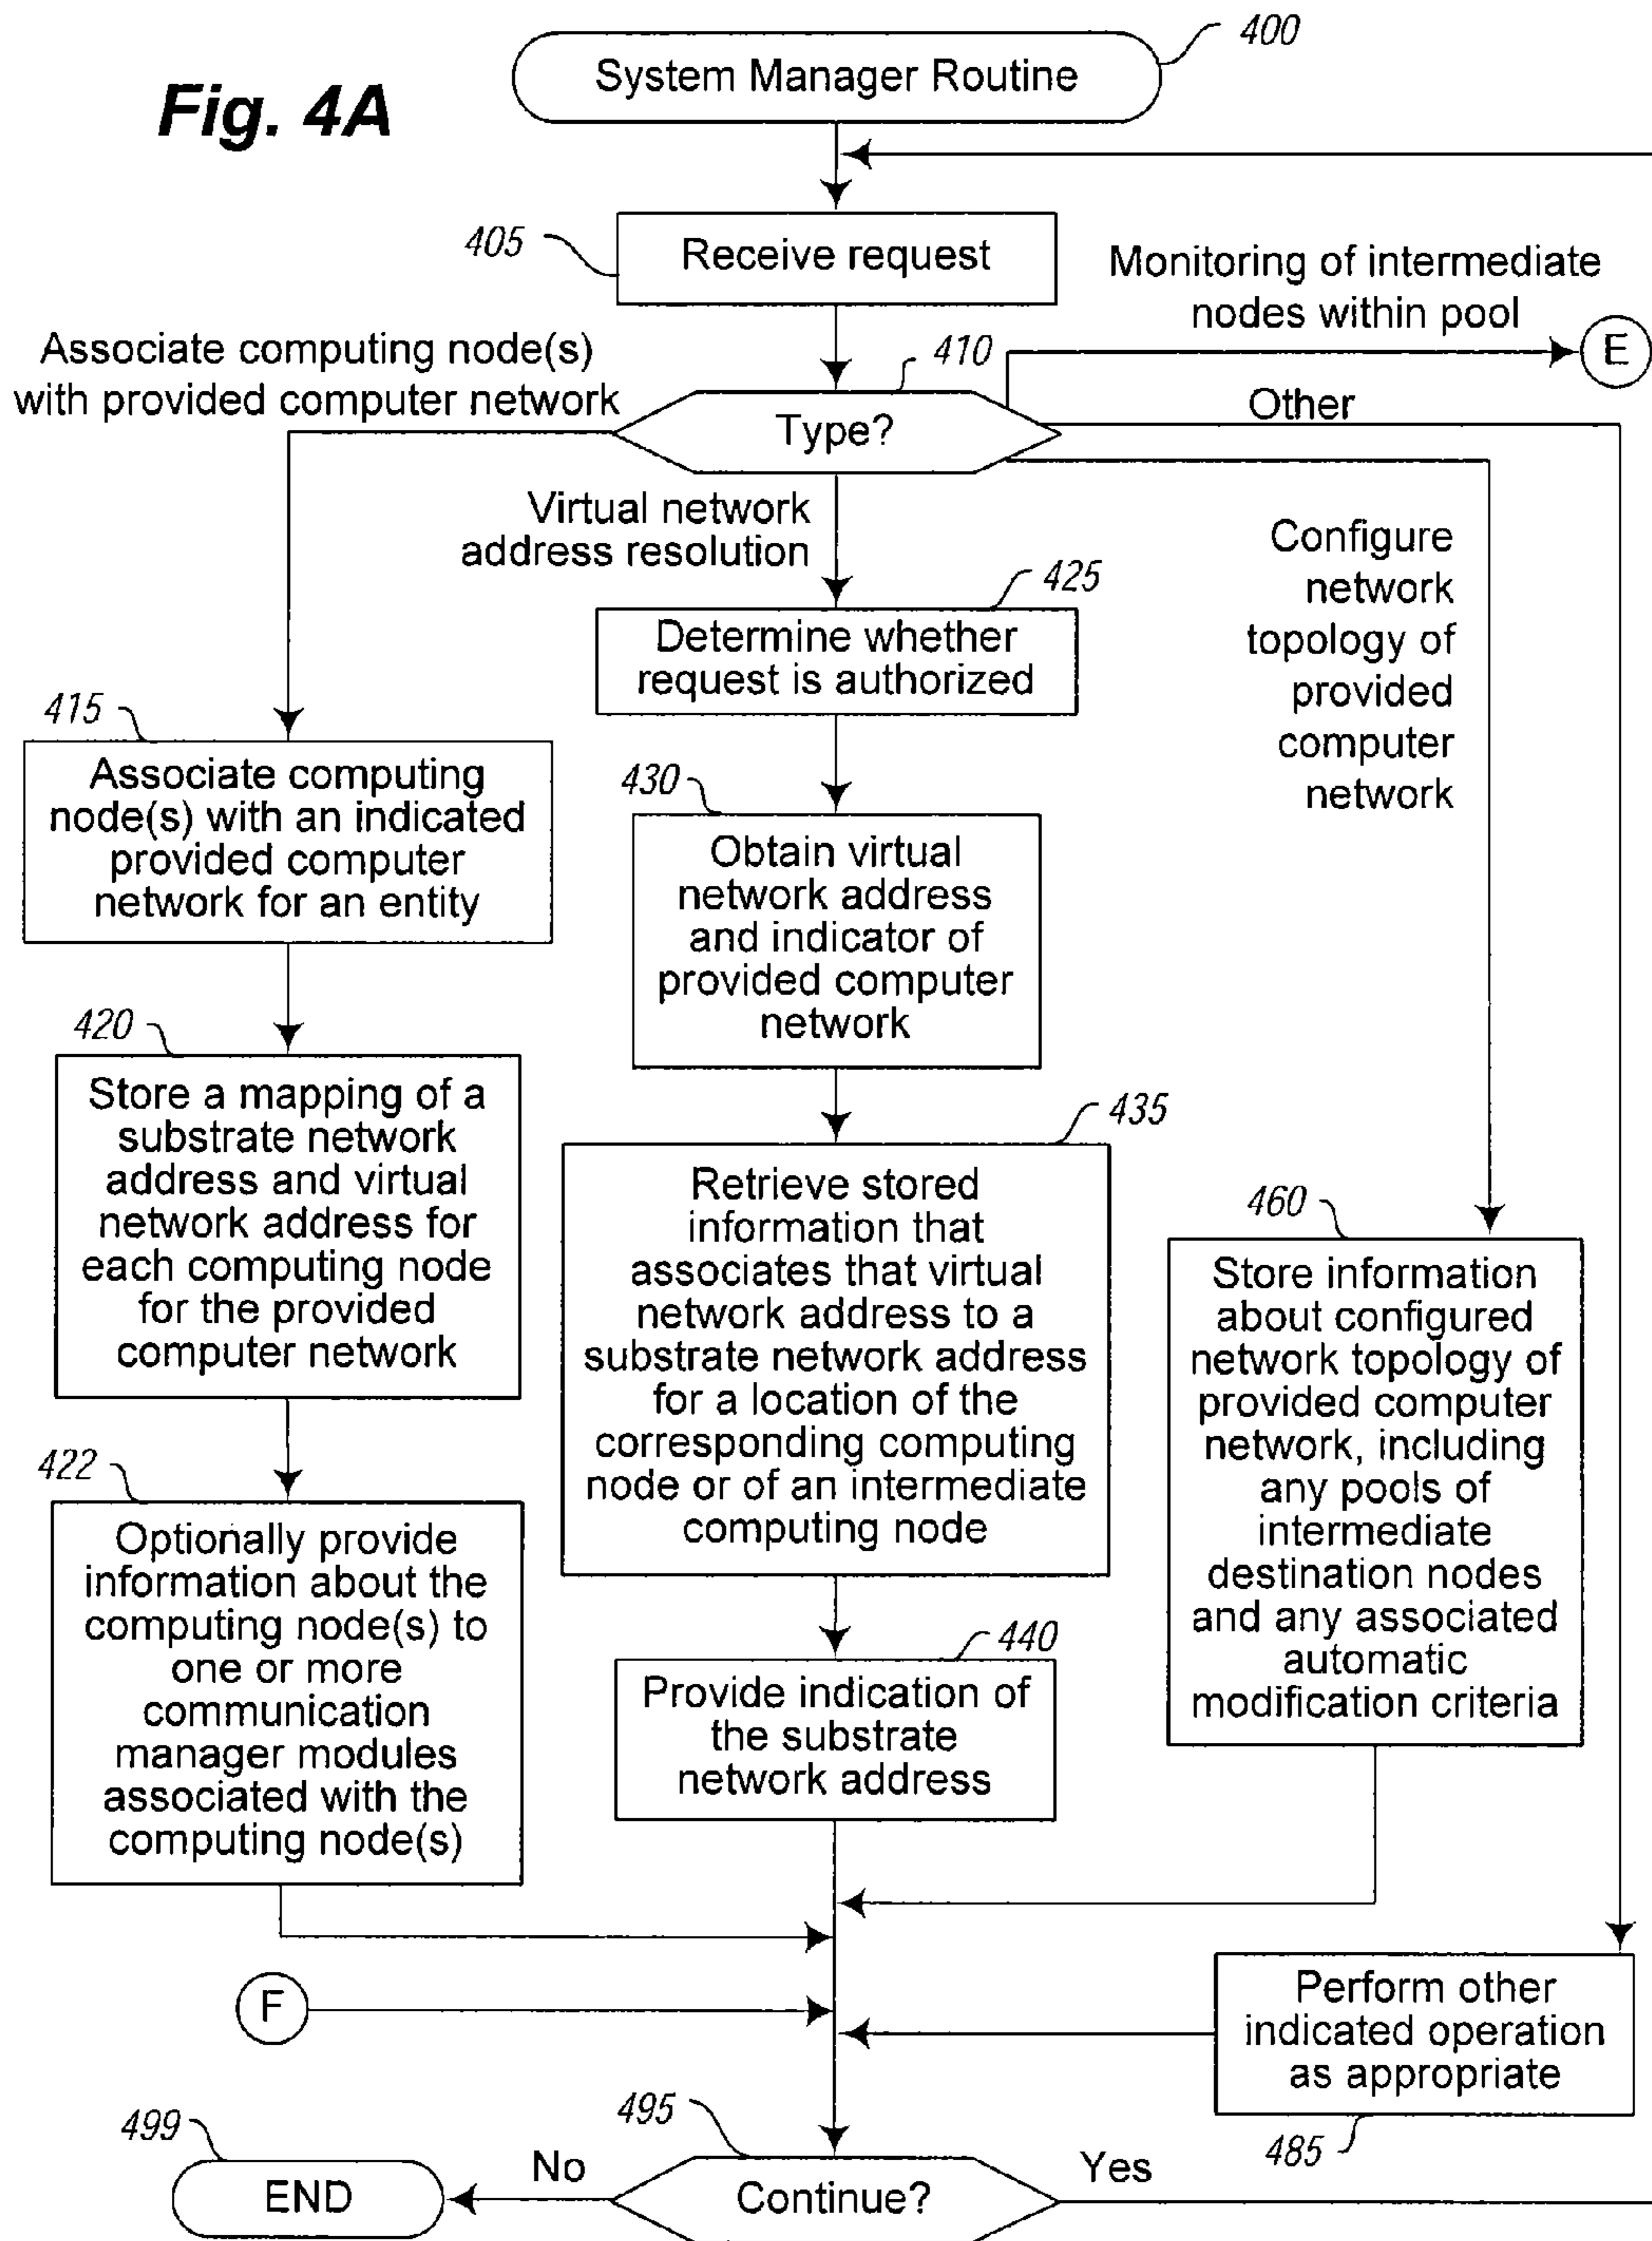 Fig. 4A
System Manager Routine
400
405
Receive request
Monitoring of intermediate
nodes within pool
E
Associate computing node(s)
with provided computer network
410
Type?
Other
Virtual network
address resolution
Configure
network
topology of
provided
computer
network
425
Determine whether
request is authorized
415
Associate computing
node(s) with an indicated
provided computer
network for an entity
430
Obtain virtual
network address
and indicator of
provided computer
network
420
Store a mapping of a
substrate network
address and virtual
network address for
each computing node
for the provided
computer network
435
Retrieve stored
information that
associates that virtual
network address to a
substrate network address
for a location of the
corresponding computing
node or of an intermediate
computing node
460
Store information
about configured
network topology of
provided computer
network, including
any pools of
intermediate
destination nodes
and any associated
automatic
modification criteria
422
Optionally provide
information about the
computing node(s) to
one or more
communication
manager modules
associated with the
computing node(s)
440
Provide indication of
the substrate
network address
F
Perform other
indicated operation
as appropriate
485
495
Continue?
Yes
No
499
END